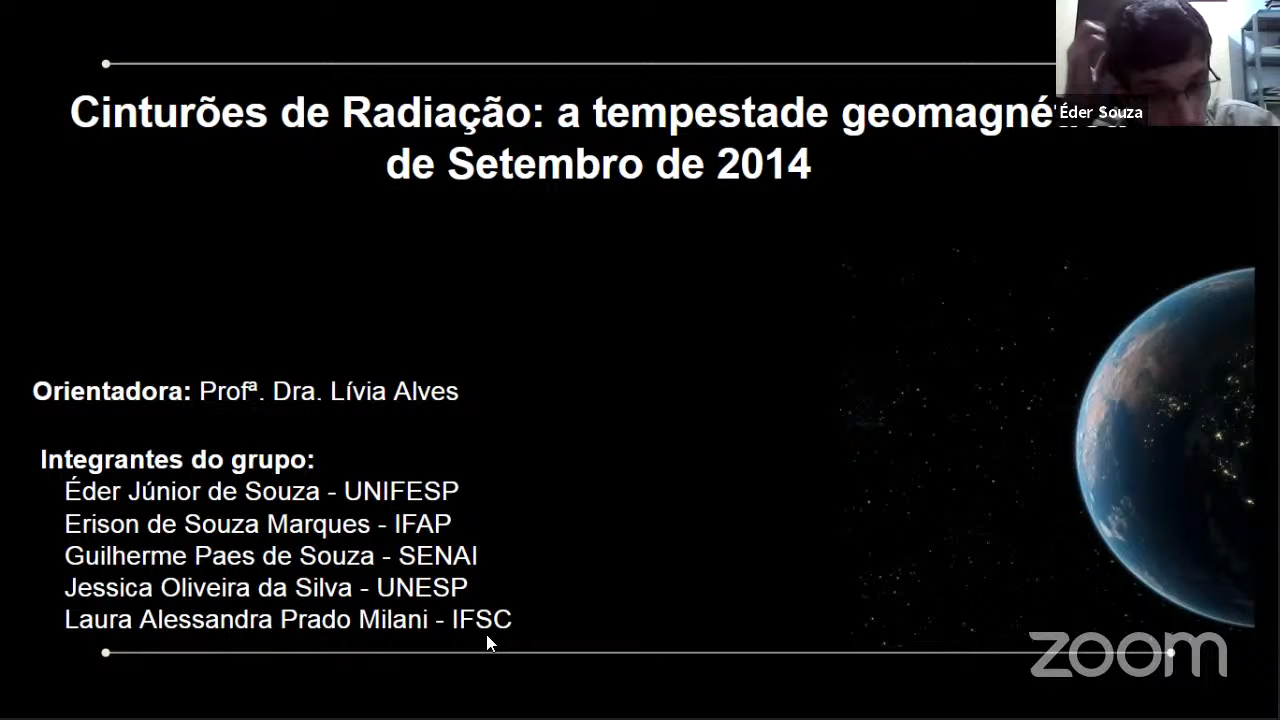 Cinturões de Radiação: a tempestade
de Setembro de 2014
Éder Souza
Orientadora: Profª. Dra. Lívia Alves
Integrantes do grupo:
Éder Júnior de Souza - UNIFESP
Erison de Souza Marques - IFAP
Guilherme Paes de Souza - SENAI
Jessica Oliveira da Silva - UNESP
Laura Alessandra Prado Milani - IFSC
zoom